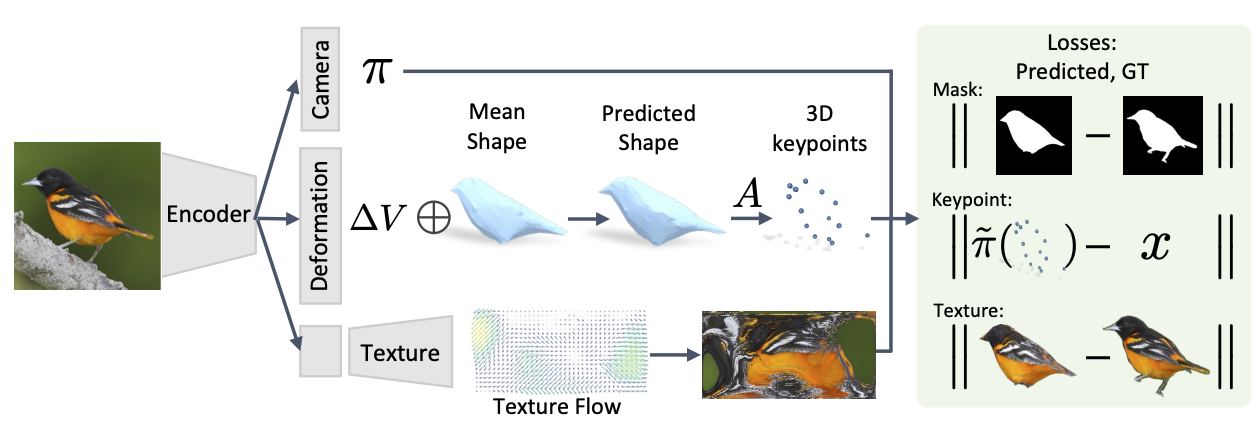 Encoder
Camera
π
Deformation
ΔV ⊕
Mean
Shape
Predicted
Shape
A
3D
keypoints
Texture
Texture Flow
Losses:
Predicted, GT
Mask:
|| − ||
Keypoint:
||π̃( ) − x||
Texture:
|| − ||